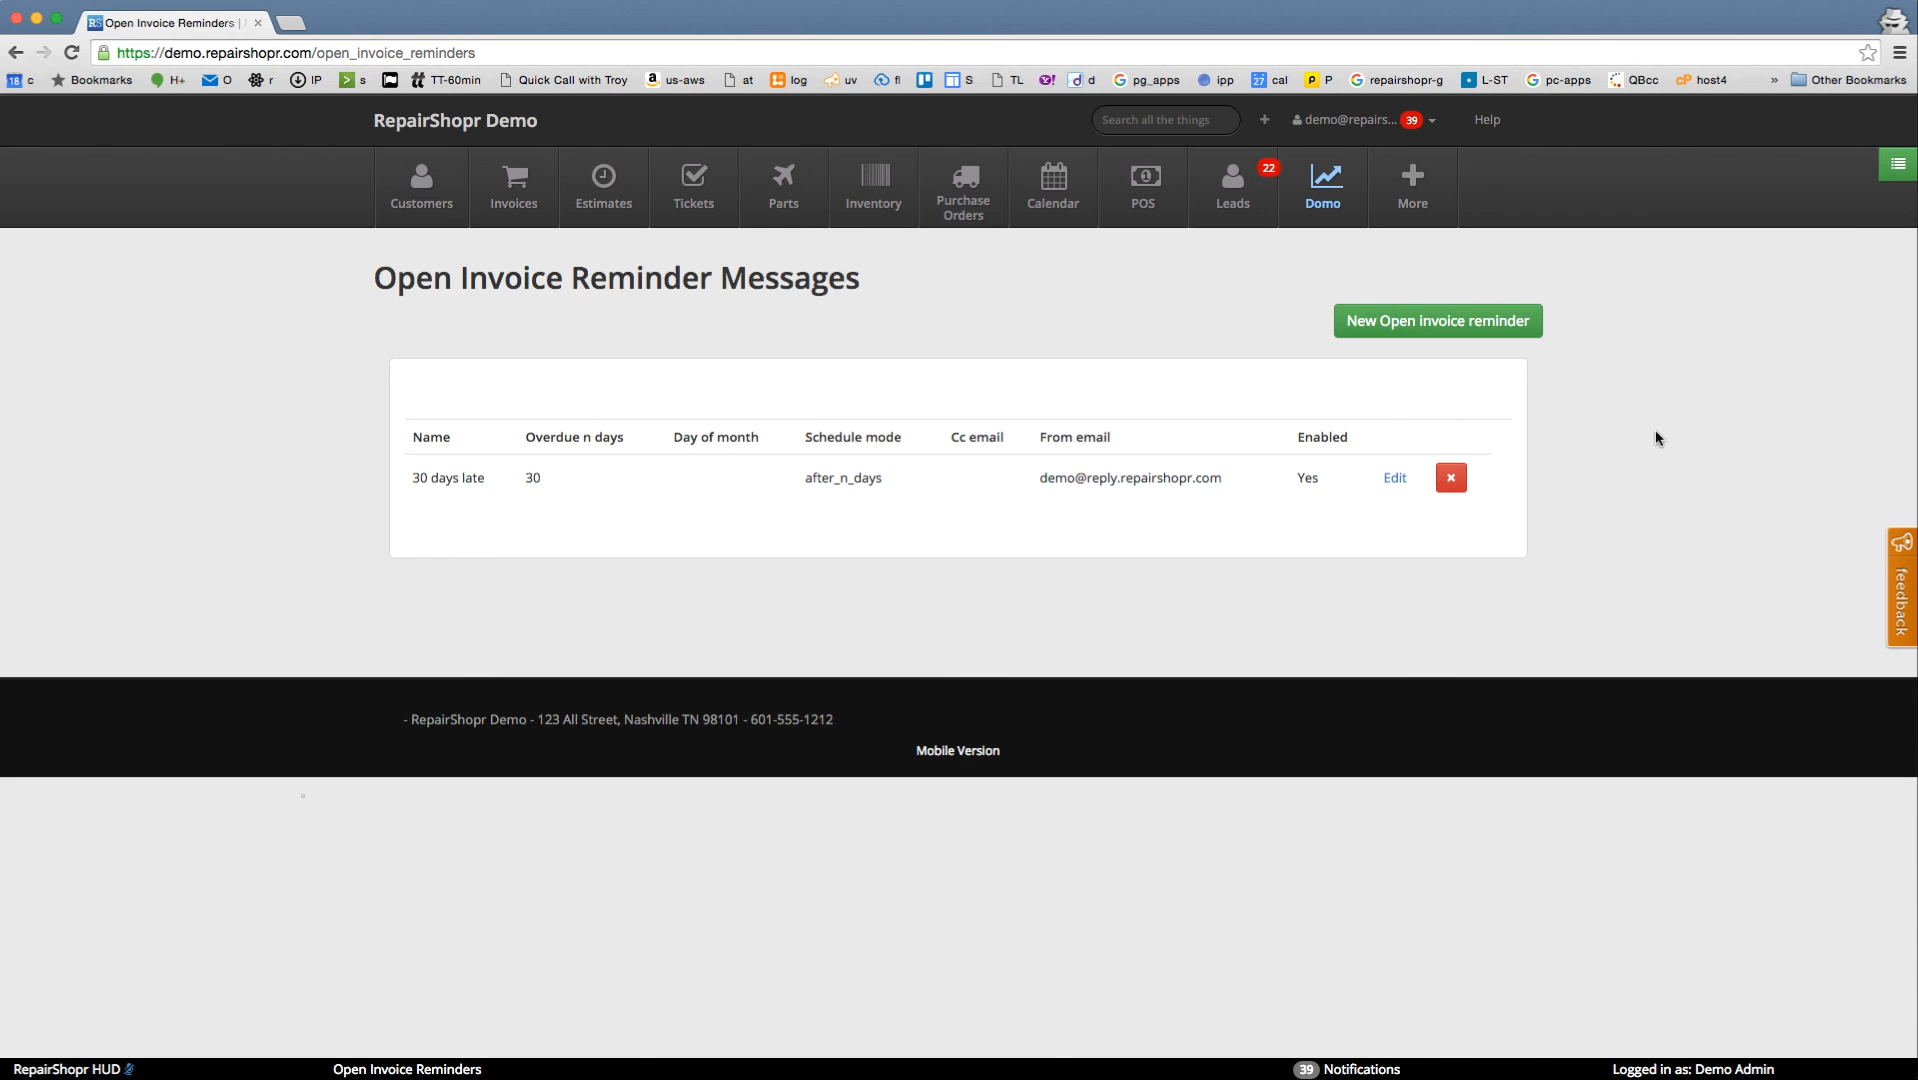 Open Invoice Reminders |
https://demo.repairshopr.com/open_invoice_reminders
18 c Bookmarks H+ O r IP > s TT-60min Quick Call with Troy a us-aws at log uv fl S TL Y! d d G pg_apps ipp 27 cal P P G repairshopr-g L-ST G pc-apps QBcc cP host4 » Other Bookmarks
RepairShopr Demo Search all the things + demo@repairs... 39 Help
Customers Invoices Estimates Tickets Parts Inventory Purchase Orders Calendar POS Leads 22 Domo More
Open Invoice Reminder Messages
New Open invoice reminder
Name Overdue n days Day of month Schedule mode Cc email From email Enabled
30 days late 30 after_n_days demo@reply.repairshopr.com Yes Edit
feedback
- RepairShopr Demo - 123 All Street, Nashville TN 98101 - 601-555-1212
Mobile Version
RepairShopr HUD Open Invoice Reminders 39 Notifications Logged in as: Demo Admin